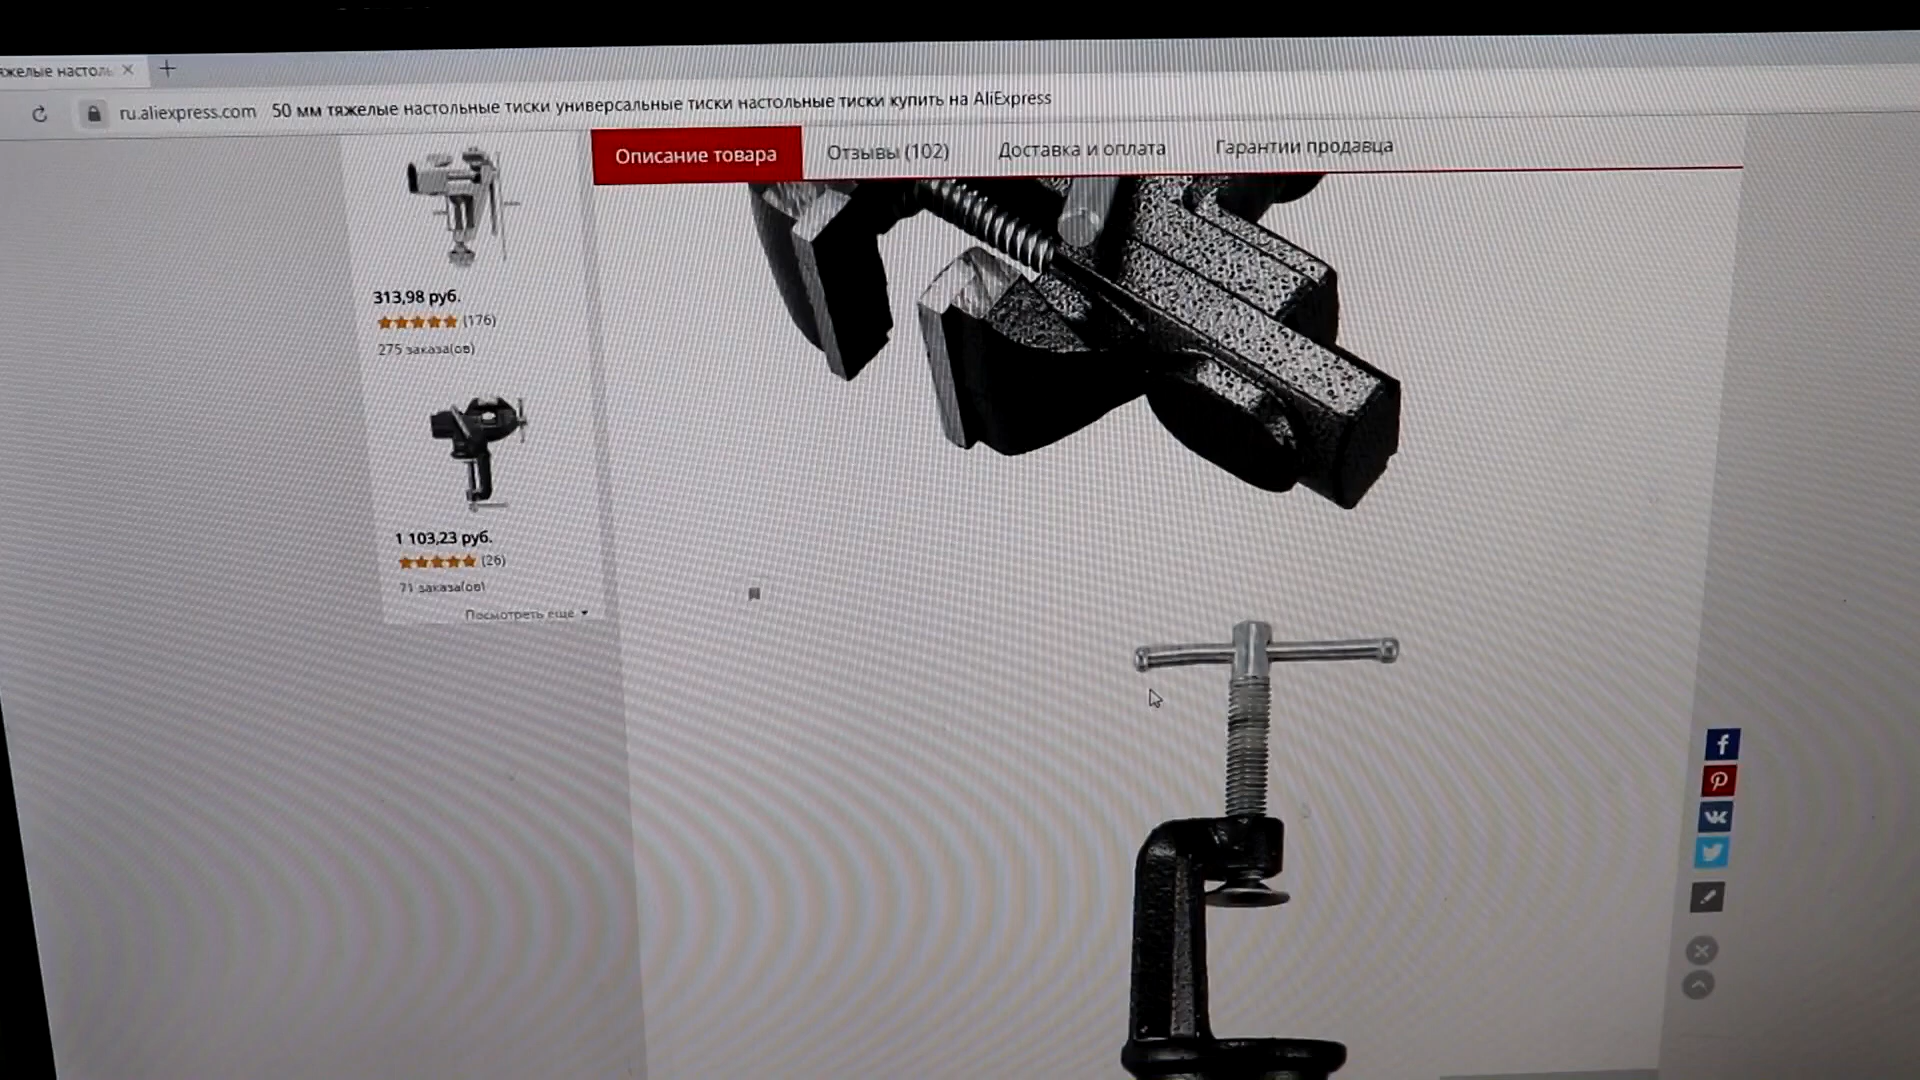 яжелые настоль
ru.aliexpress.com 50 мм тяжелые настольные тиски универсальные тиски настольные тиски купить на AliExpress
Описание товара Отзывы (102) Доставка и оплата Гарантии продавца
313,98 руб.
(176)
275 заказа(ов)
1 103,23 руб.
(26)
71 заказа(ов)
Посмотреть ещё